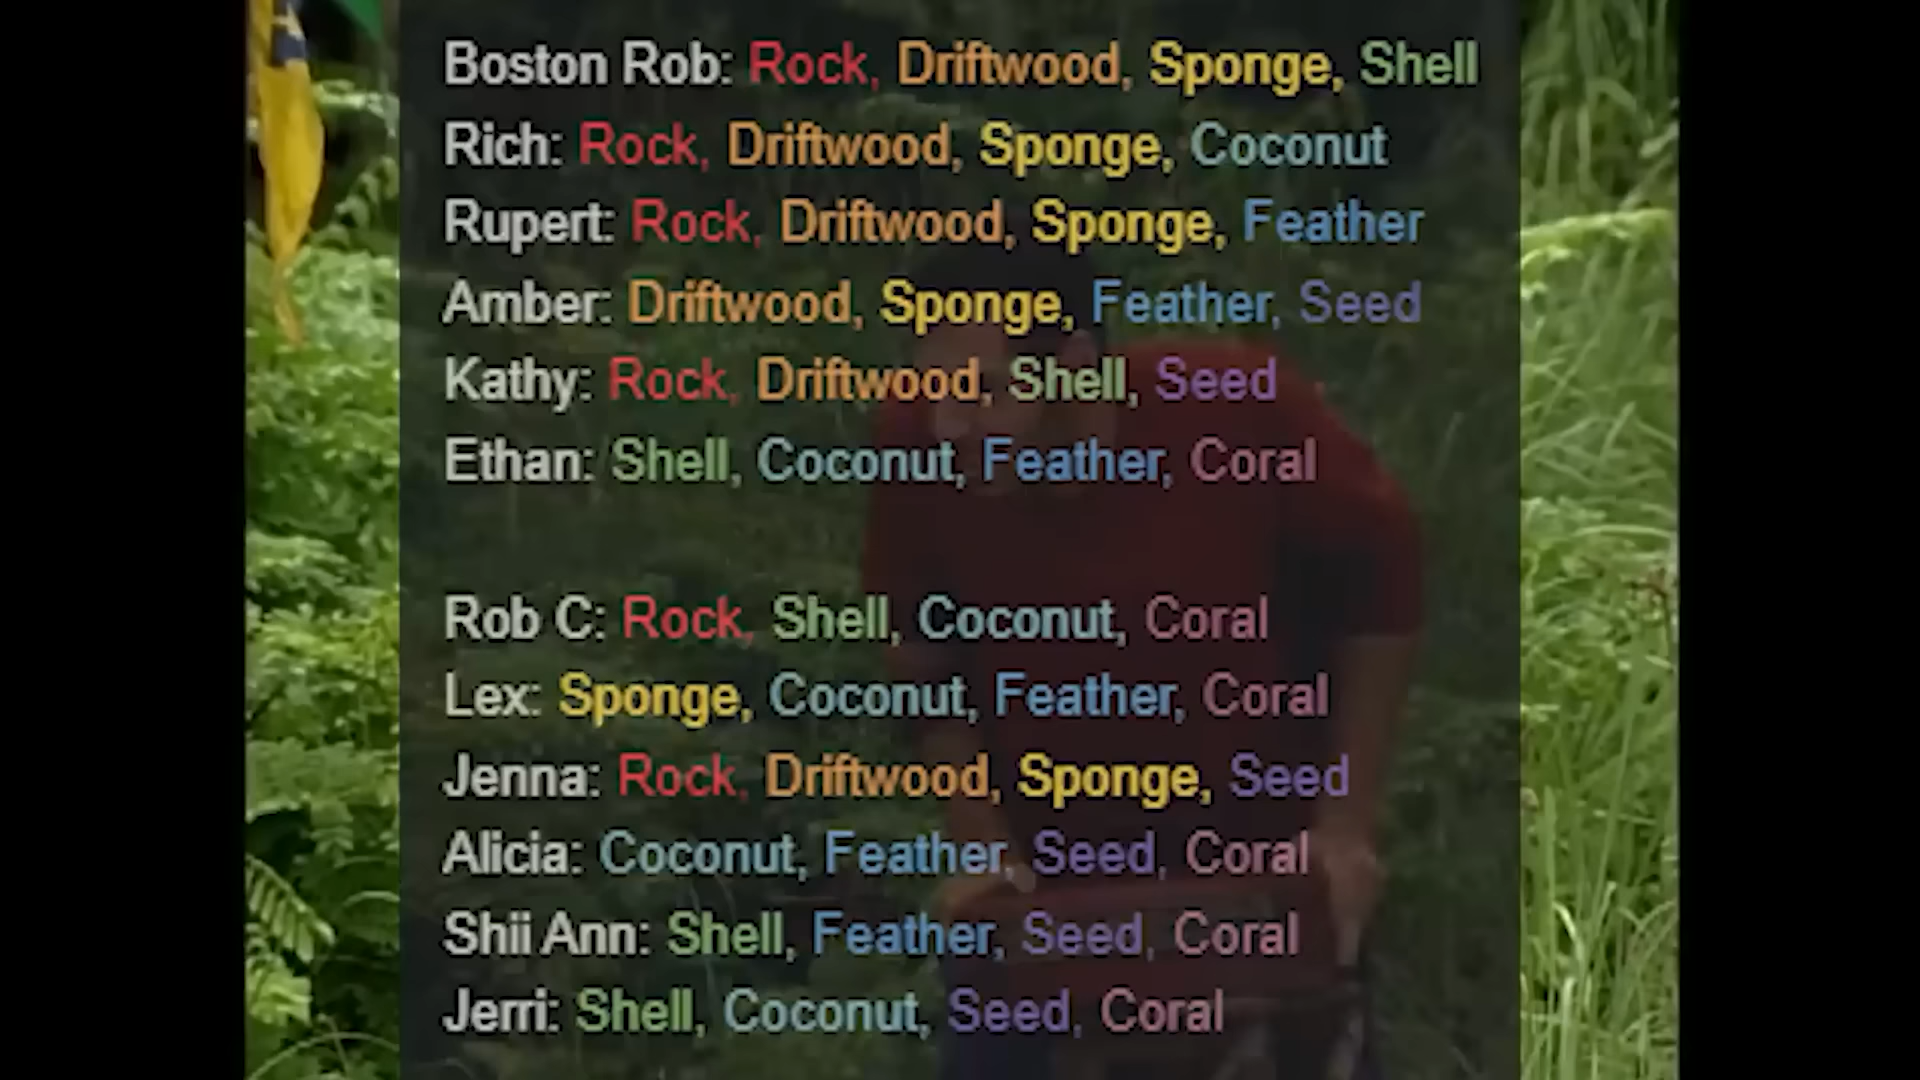 Boston Rob: Rock, Driftwood, Sponge, Shell
Rich: Rock, Driftwood, Sponge, Coconut
Rupert: Rock, Driftwood, Sponge, Feather
Amber: Driftwood, Sponge, Feather, Seed
Kathy: Rock, Driftwood, Shell, Seed
Ethan: Shell, Coconut, Feather, Coral
Rob C: Rock, Shell, Coconut, Coral
Lex: Sponge, Coconut, Feather, Coral
Jenna: Rock, Driftwood, Sponge, Seed
Alicia: Coconut, Feather, Seed, Coral
Shii Ann: Shell, Feather, Seed, Coral
Jerri: Shell, Coconut, Seed, Coral